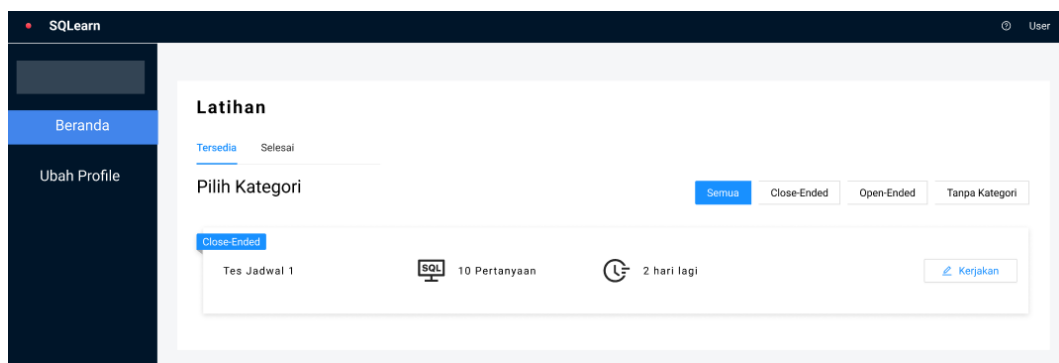 SQLearn
User
Beranda
Ubah Profile
Latihan
Tersedia Selesai
Pilih Kategori
Semua Close-Ended Open-Ended Tanpa Kategori
Close-Ended
Tes Jadwal 1 SQL 10 Pertanyaan 2 hari lagi Kerjakan